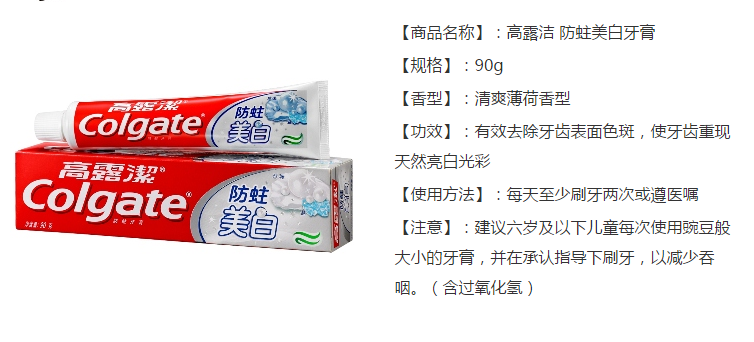 高露潔®
Colgate®
防蛀
美白
高露潔®
Colgate®
防蛀
美白
净含量: 90 克
【商品名称】：高露洁 防蛀美白牙膏
【规格】：90g
【香型】：清爽薄荷香型
【功效】：有效去除牙齿表面色斑，使牙齿重现
天然亮白光彩
【使用方法】：每天至少刷牙两次或遵医嘱
【注意】：建议六岁及以下儿童每次使用豌豆般
大小的牙膏，并在承认指导下刷牙，以减少吞
咽。（含过氧化氢）